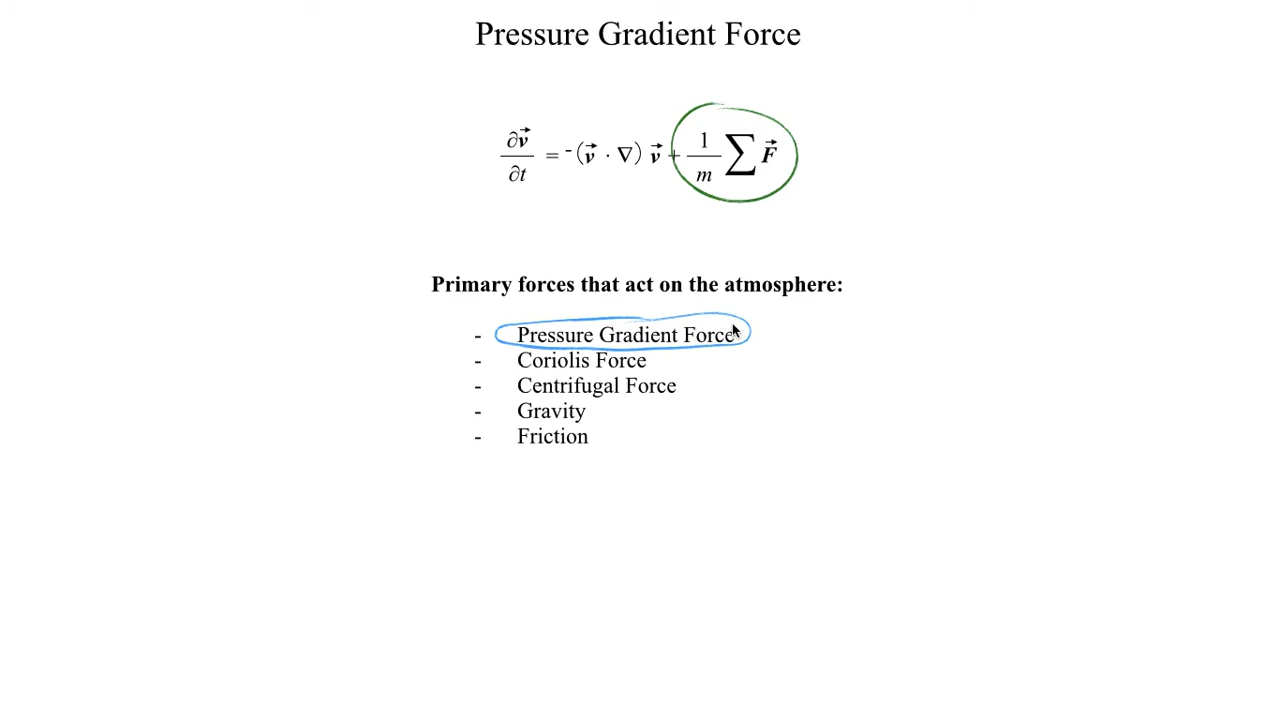 Pressure Gradient Force
∂v⃗/∂t = -(v⃗ · ∇) v⃗ + 1/m ∑ F⃗
Primary forces that act on the atmosphere:
- Pressure Gradient Force
- Coriolis Force
- Centrifugal Force
- Gravity
- Friction